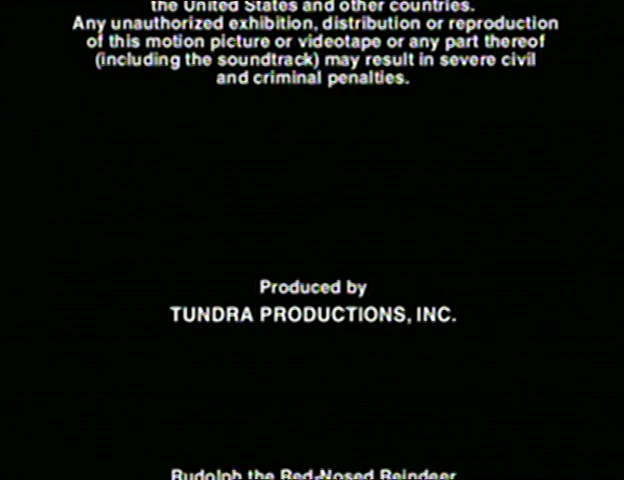 the United States and other countries.
Any unauthorized exhibition, distribution or reproduction
of this motion picture or videotape or any part thereof
(including the soundtrack) may result in severe civil
and criminal penalties.
Produced by
TUNDRA PRODUCTIONS, INC.
Rudolph the Red-Nosed Reindeer